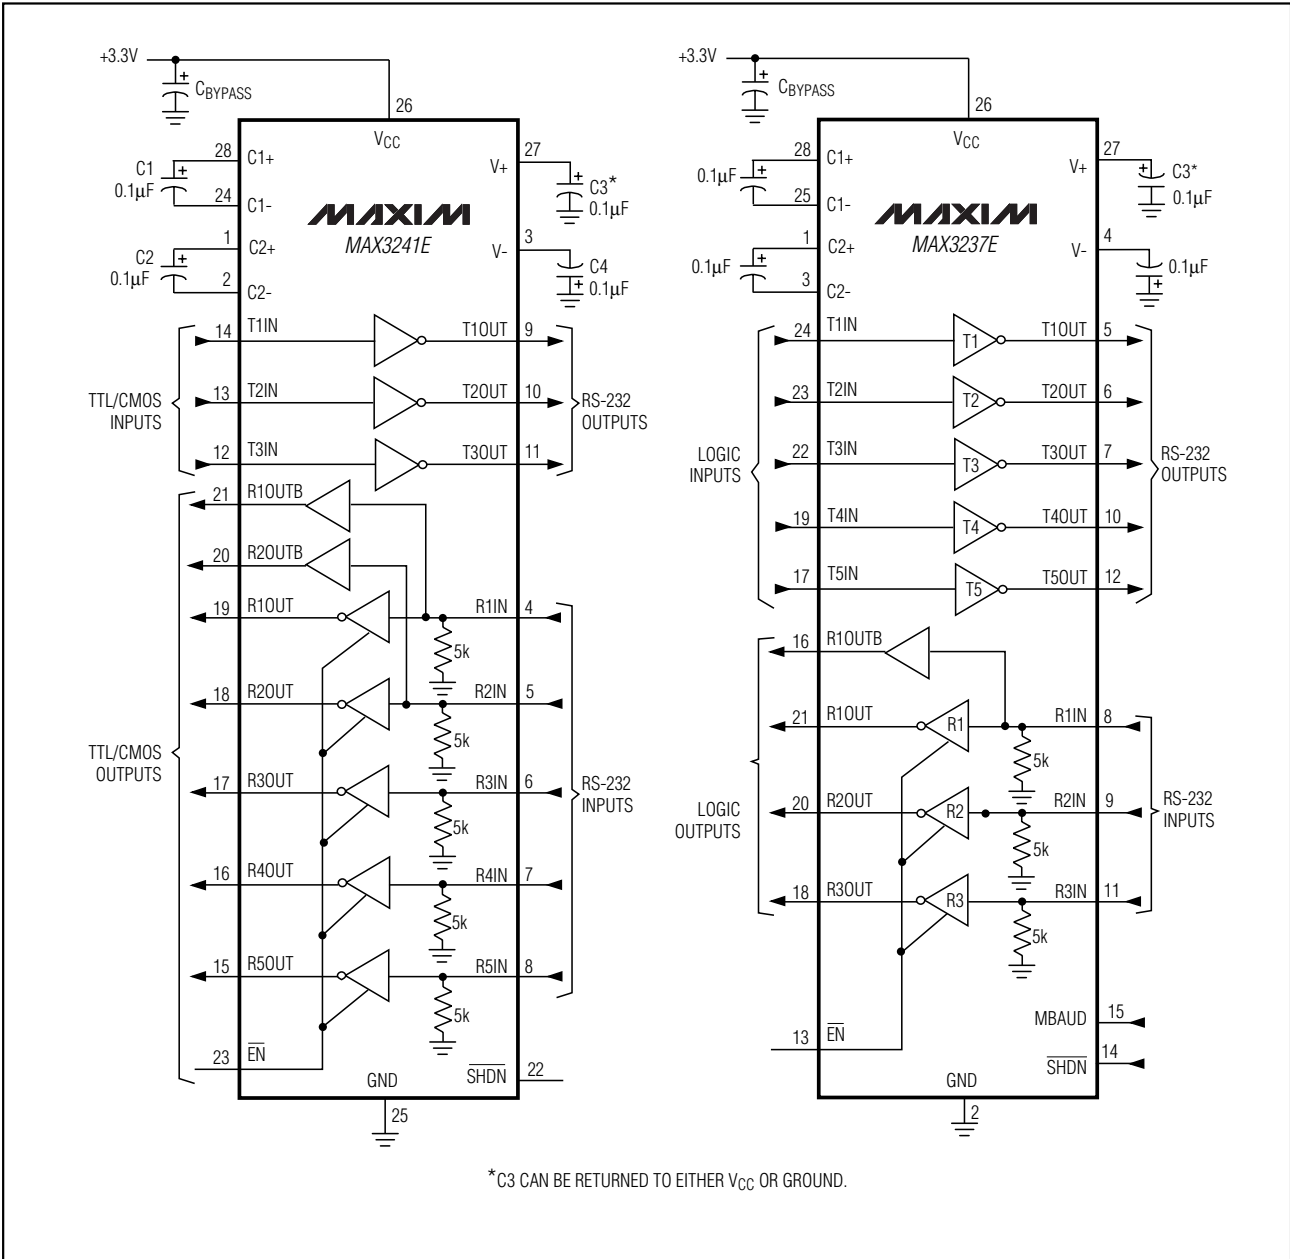 +3.3V
CBYPASS
26
VCC
28
C1+
C1
0.1μF
24
C1-
27
V+
C3*
0.1μF
MAXIM
MAX3241E
1
C2+
C2
0.1μF
2
C2-
3
V-
C4
0.1μF
14
T1IN
T1OUT
9
TTL/CMOS
INPUTS
13
T2IN
T2OUT
10
RS-232
OUTPUTS
12
T3IN
T3OUT
11
21
R1OUTB
20
R2OUTB
19
R1OUT
R1IN
4
5k
18
R2OUT
R2IN
5
5k
TTL/CMOS
OUTPUTS
17
R3OUT
R3IN
6
5k
RS-232
INPUTS
16
R4OUT
R4IN
7
5k
15
R5OUT
R5IN
8
5k
23
EN
SHDN
22
GND
25
+3.3V
CBYPASS
26
VCC
28
C1+
0.1μF
25
C1-
27
V+
C3*
0.1μF
MAXIM
MAX3237E
1
C2+
0.1μF
3
C2-
4
V-
0.1μF
24
T1IN
T1
T1OUT
5
23
T2IN
T2
T2OUT
6
LOGIC
INPUTS
22
T3IN
T3
T3OUT
7
RS-232
OUTPUTS
19
T4IN
T4
T4OUT
10
17
T5IN
T5
T5OUT
12
16
R1OUTB
21
R1OUT
R1
R1IN
8
5k
LOGIC
OUTPUTS
20
R2OUT
R2
R2IN
9
5k
RS-232
INPUTS
18
R3OUT
R3
R3IN
11
5k
MBAUD
15
13
EN
SHDN
14
GND
2
*C3 CAN BE RETURNED TO EITHER VCC OR GROUND.